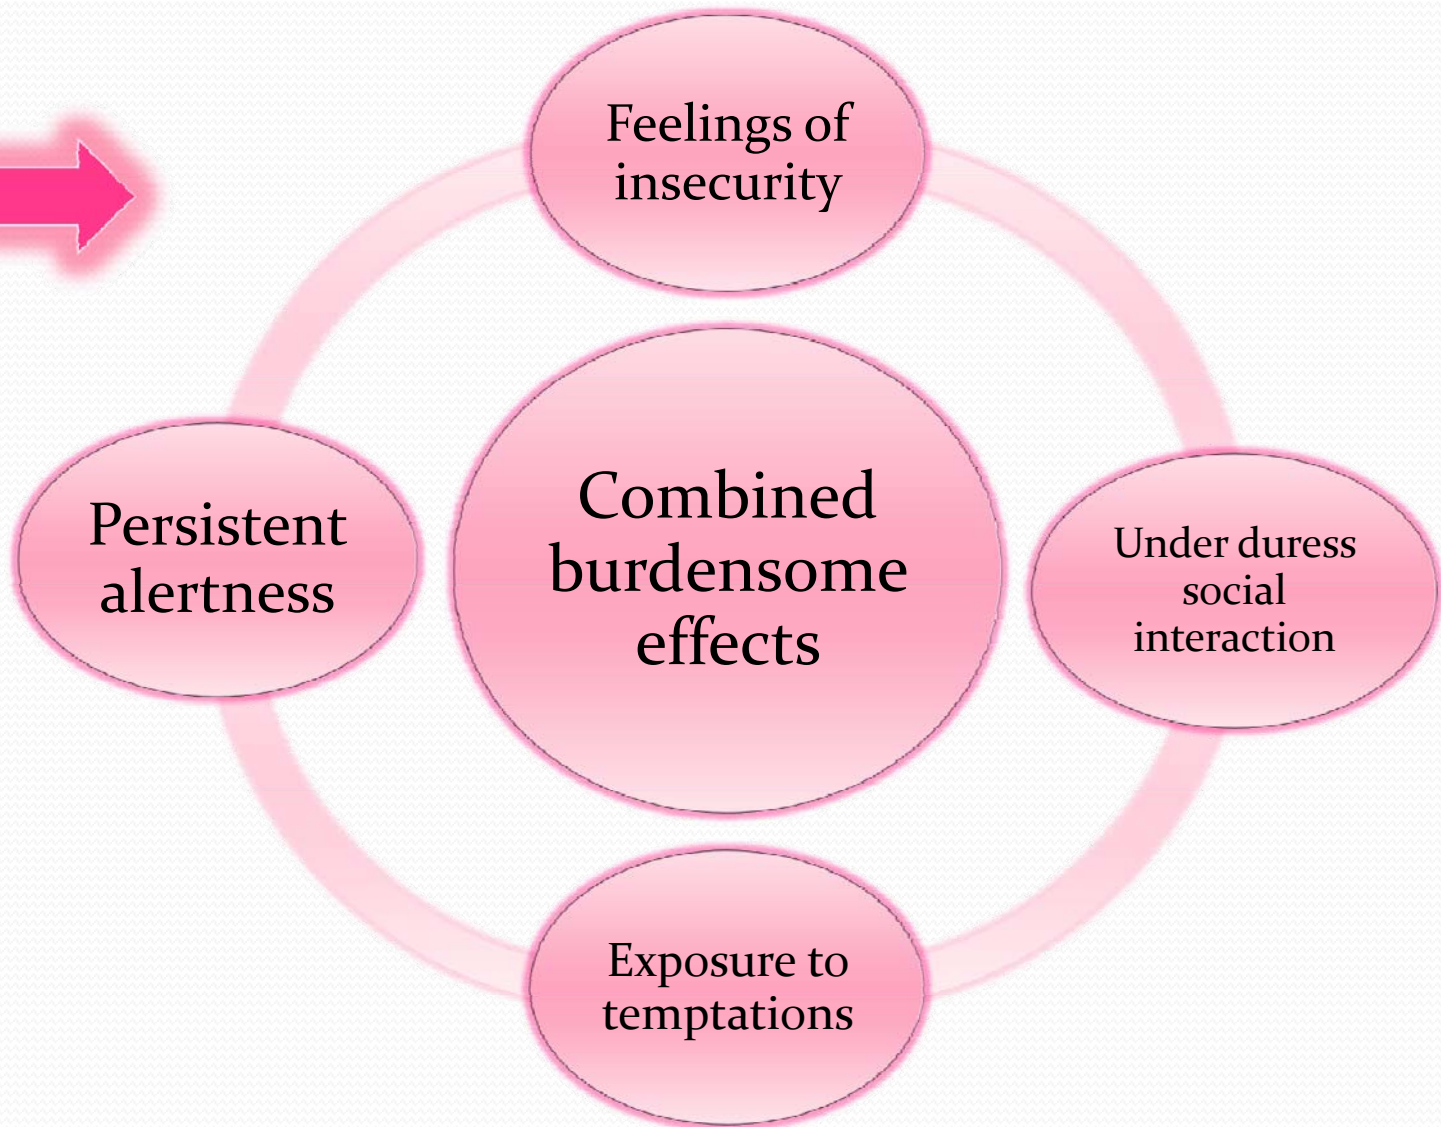 Feelings of
insecurity
Persistent
alertness
Combined
burdensome
effects
Under duress
social
interaction
Exposure to
temptations